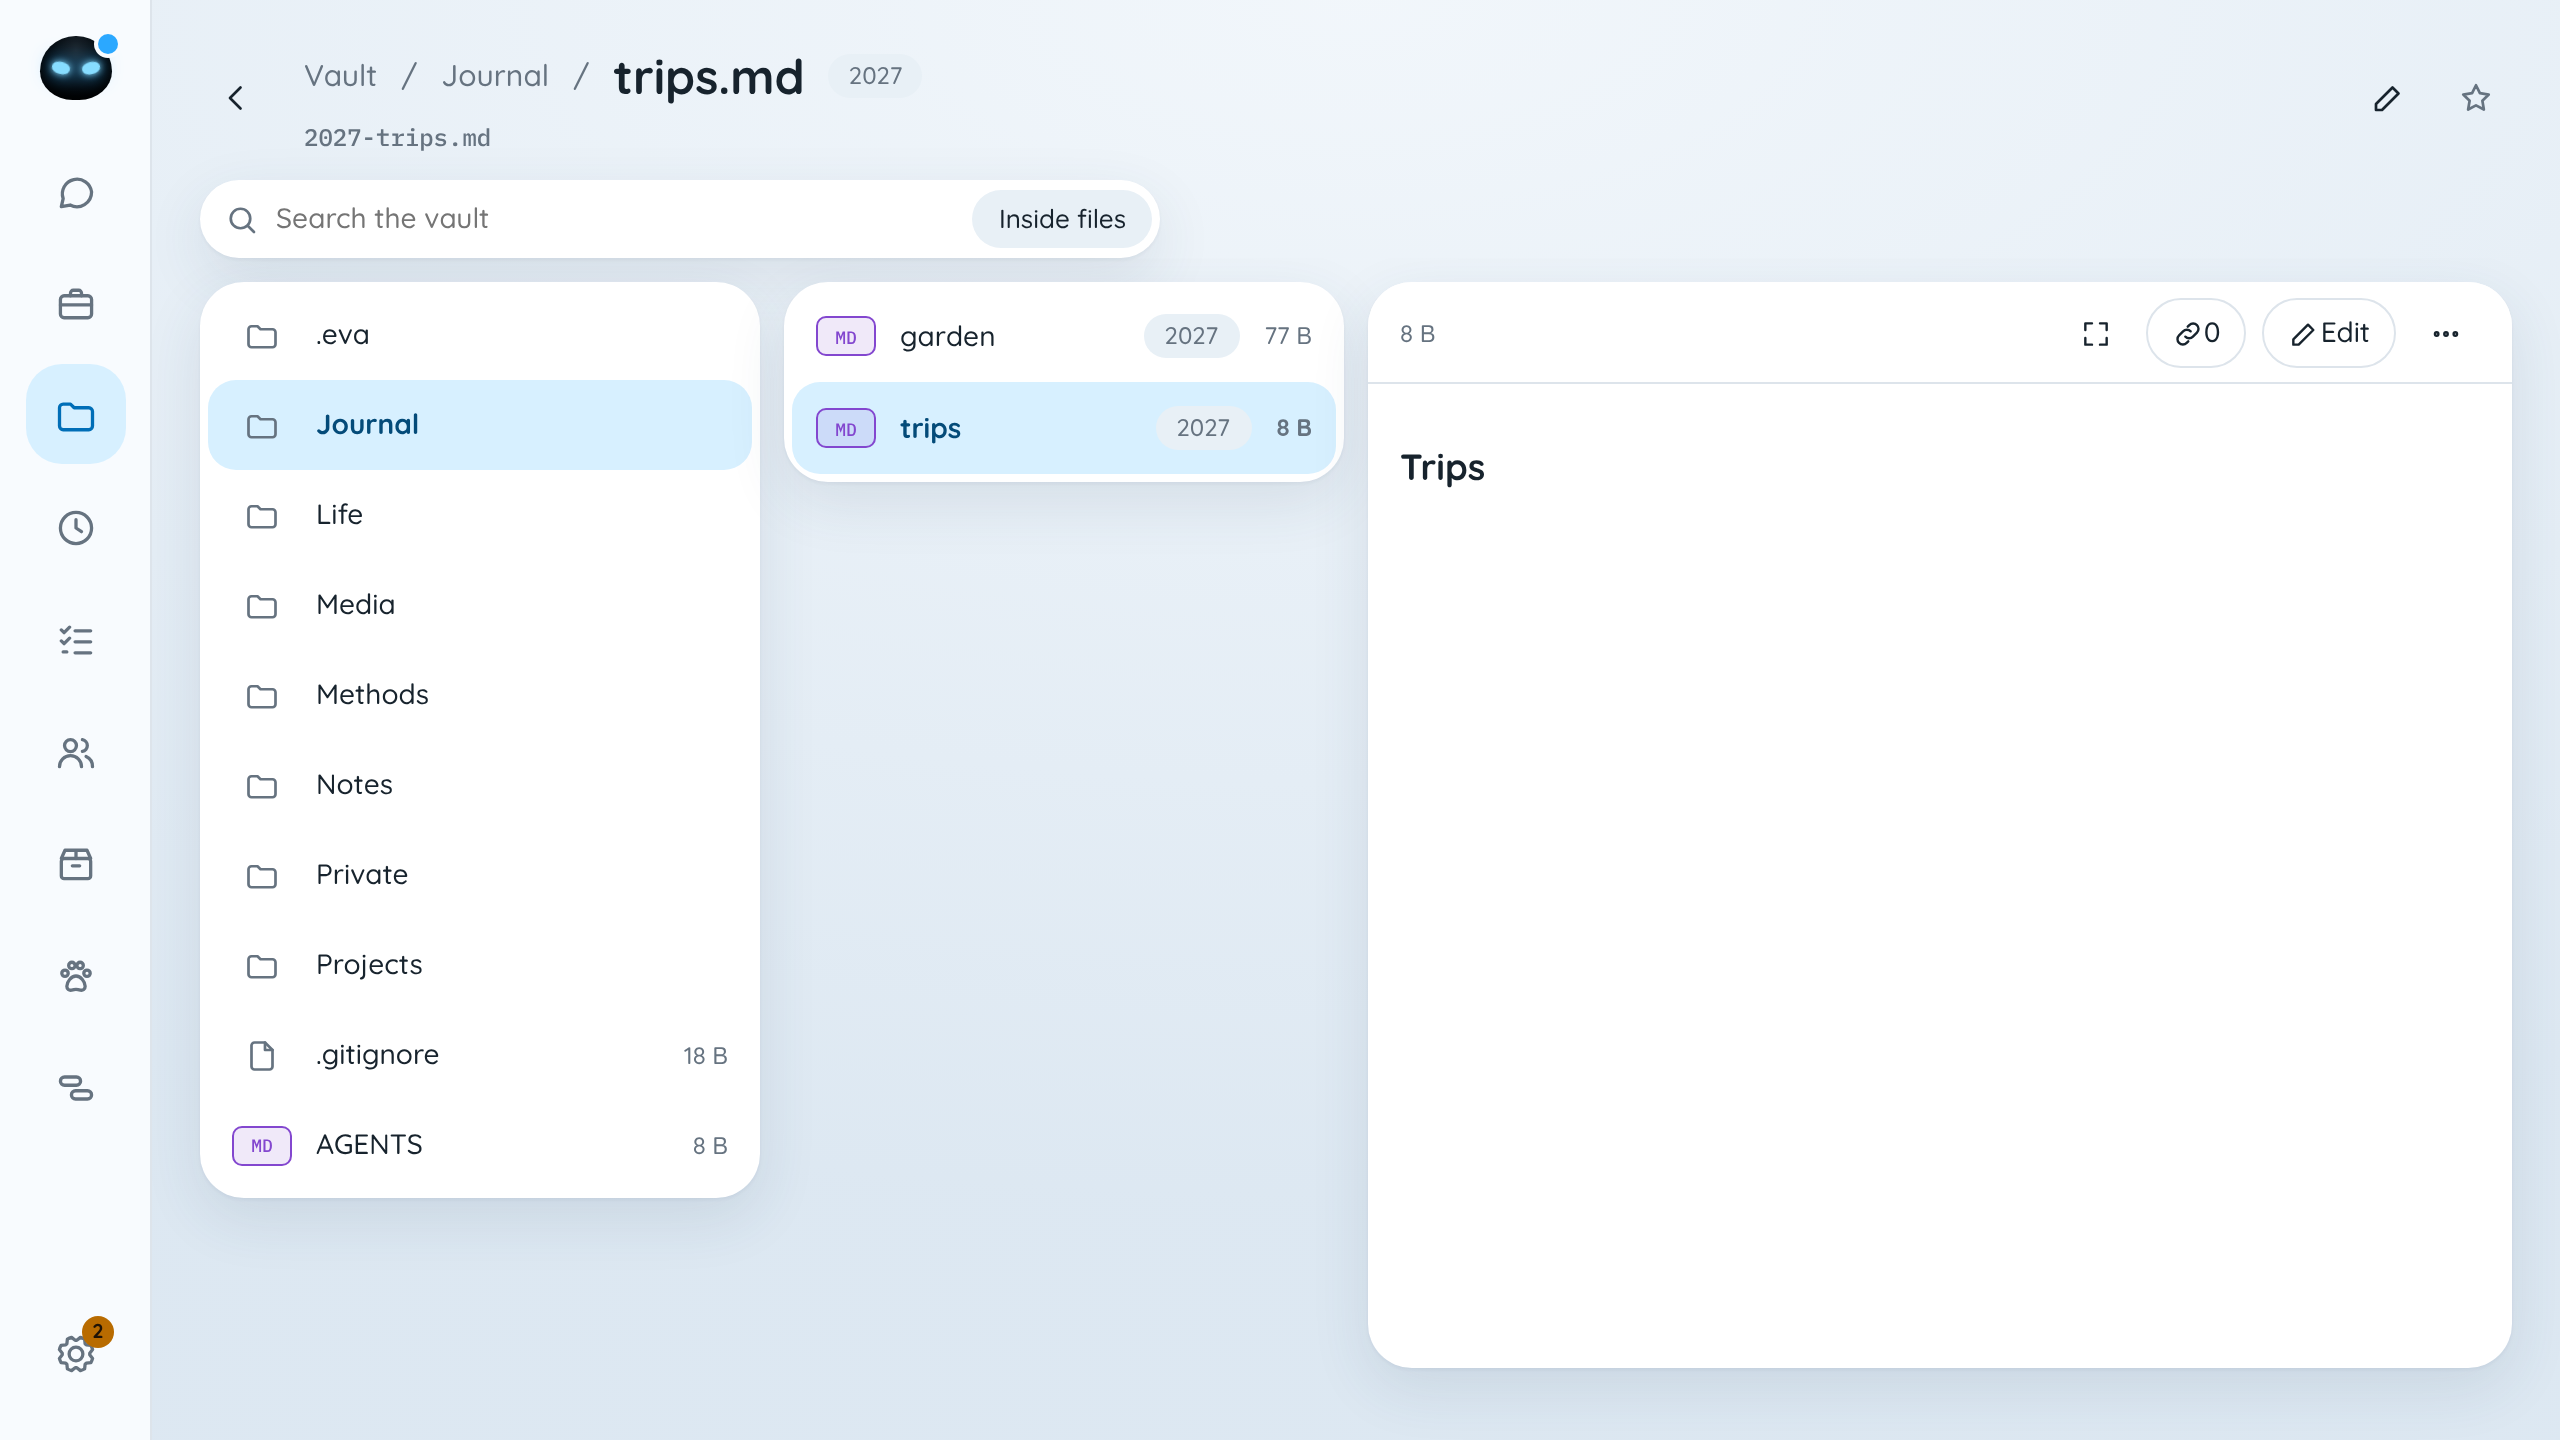 Vault / Journal / trips.md 2027
2027-trips.md
Search the vault Inside files
.eva
Journal
Life
Media
Methods
Notes
Private
Projects
.gitignore 18 B
MD AGENTS 8 B
MD garden 2027 77 B
MD trips 2027 8 B
8 B 0 Edit
Trips
2